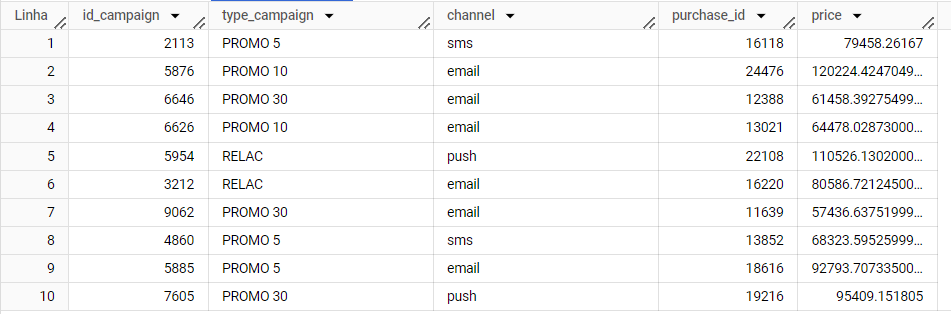 Linha id_campaign type_campaign channel purchase_id price
1 2113 PROMO 5 sms 16118 79458.26167
2 5876 PROMO 10 email 24476 120224.4247049...
3 6646 PROMO 30 email 12388 61458.39275499...
4 6626 PROMO 10 email 13021 64478.02873000...
5 5954 RELAC push 22108 110526.1302000...
6 3212 RELAC email 16220 80586.72124500...
7 9062 PROMO 30 email 11639 57436.63751999...
8 4860 PROMO 5 sms 13852 68323.59525999...
9 5885 PROMO 5 email 18616 92793.70733500...
10 7605 PROMO 30 push 19216 95409.151805